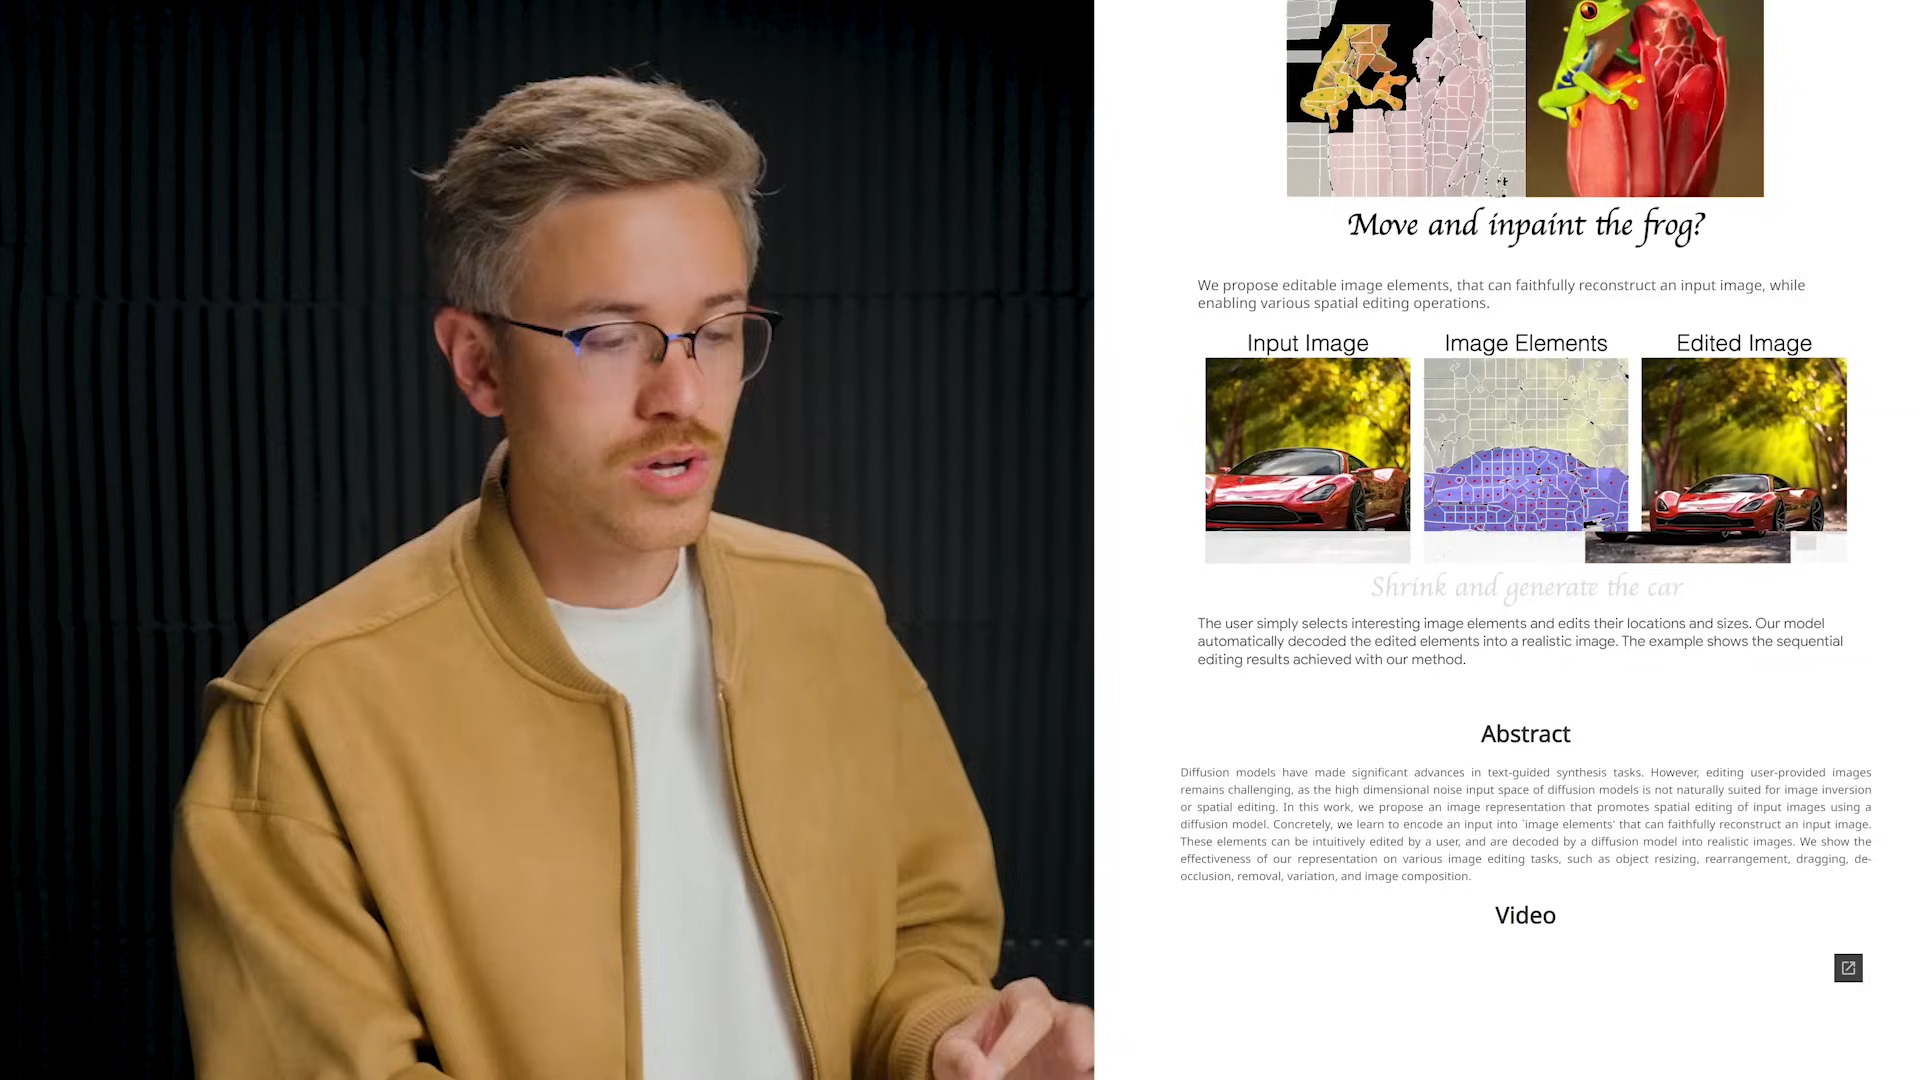 Move and inpaint the frog?
We propose editable image elements, that can faithfully reconstruct an input image, while
enabling various spatial editing operations.
Input Image Image Elements Edited Image
Shrink and generate the car
The user simply selects interesting image elements and edits their locations and sizes. Our model
automatically decoded the edited elements into a realistic image. The example shows the sequential
editing results achieved with our method.
Abstract
Diffusion models have made significant advances in text-guided synthesis tasks. However, editing user-provided images
remains challenging, as the high dimensional noise input space of diffusion models is not naturally suited for image inversion
or spatial editing. In this work, we propose an image representation that promotes spatial editing of input images using a
diffusion model. Concretely, we learn to encode an input into `image elements' that can faithfully reconstruct an input image.
These elements can be intuitively edited by a user, and are decoded by a diffusion model into realistic images. We show the
effectiveness of our representation on various image editing tasks, such as object resizing, rearrangement, dragging, de-
occlusion, removal, variation, and image composition.
Video